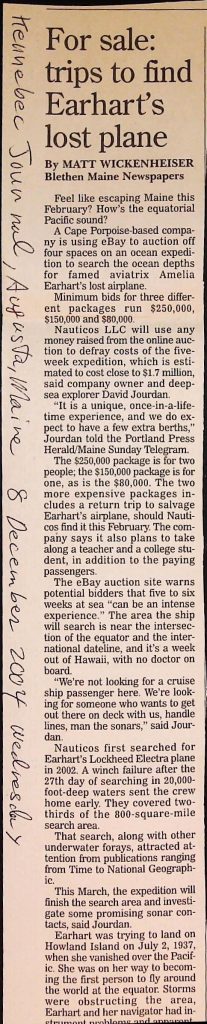 Kennebec Journal, Augusta, Maine 8 December 2004 Wednesday
For sale:
trips to find
Earhart's
lost plane
By MATT WICKENHEISER
Blethen Maine Newspapers
Feel like escaping Maine this
February? How's the equatorial
Pacific sound?
A Cape Porpoise-based compa-
ny is using eBay to auction off
four spaces on an ocean expedi-
tion to search the ocean depths
for famed aviatrix Amelia
Earhart's lost airplane.
Minimum bids for three differ-
ent packages run $250,000,
$150,000 and $80,000.
Nauticos LLC will use any
money raised from the online auc-
tion to defray costs of the five-
week expedition, which is esti-
mated to cost close to $1.7 million,
said company owner and deep-
sea explorer David Jourdan.
"It is a unique, once-in-a-life-
time experience, and we do ex-
pect to have a few extra berths,"
Jourdan told the Portland Press
Herald/Maine Sunday Telegram.
The $250,000 package is for two
people; the $150,000 package is for
one, as is the $80,000. The two
more expensive packages in-
cludes a return trip to salvage
Earhart's airplane, should Nauti-
cos find it this February. The com-
pany says it also plans to take
along a teacher and a college stu-
dent, in addition to the paying
passengers.
The eBay auction site warns
potential bidders that five to six
weeks at sea "can be an intense
experience." The area the ship
will search is near the intersec-
tion of the equator and the inter-
national dateline, and it's a week
out of Hawaii, with no doctor on
board.
"We're not looking for a cruise
ship passenger here. We're look-
ing for someone who wants to get
out there on deck with us, handle
lines, man the sonars," said Jour-
dan.
Nauticos first searched for
Earhart's Lockheed Electra plane
in 2002. A winch failure after the
27th day of searching in 20,000-
foot-deep waters sent the crew
home early. They covered two-
thirds of the 800-square-mile
search area.
That search, along with other
underwater forays, attracted at-
tention from publications ranging
from Time to National Geograph-
ic.
This March, the expedition will
finish the search area and investi-
gate some promising sonar con-
tacts, said Jourdan.
Earhart was trying to land on
Howland Island on July 2, 1937,
when she vanished over the Pacif-
ic. She was on her way to becom-
ing the first person to fly around
the world at the equator. Storms
were obstructing the area,
Earhart and her navigator had in-
strument problems and apparent